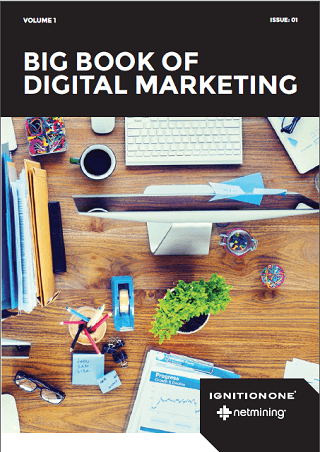 VOLUME 1
ISSUE: 01
BIG BOOK OF
DIGITAL MARKETING
Progress
IGNITIONONE®
netmining®